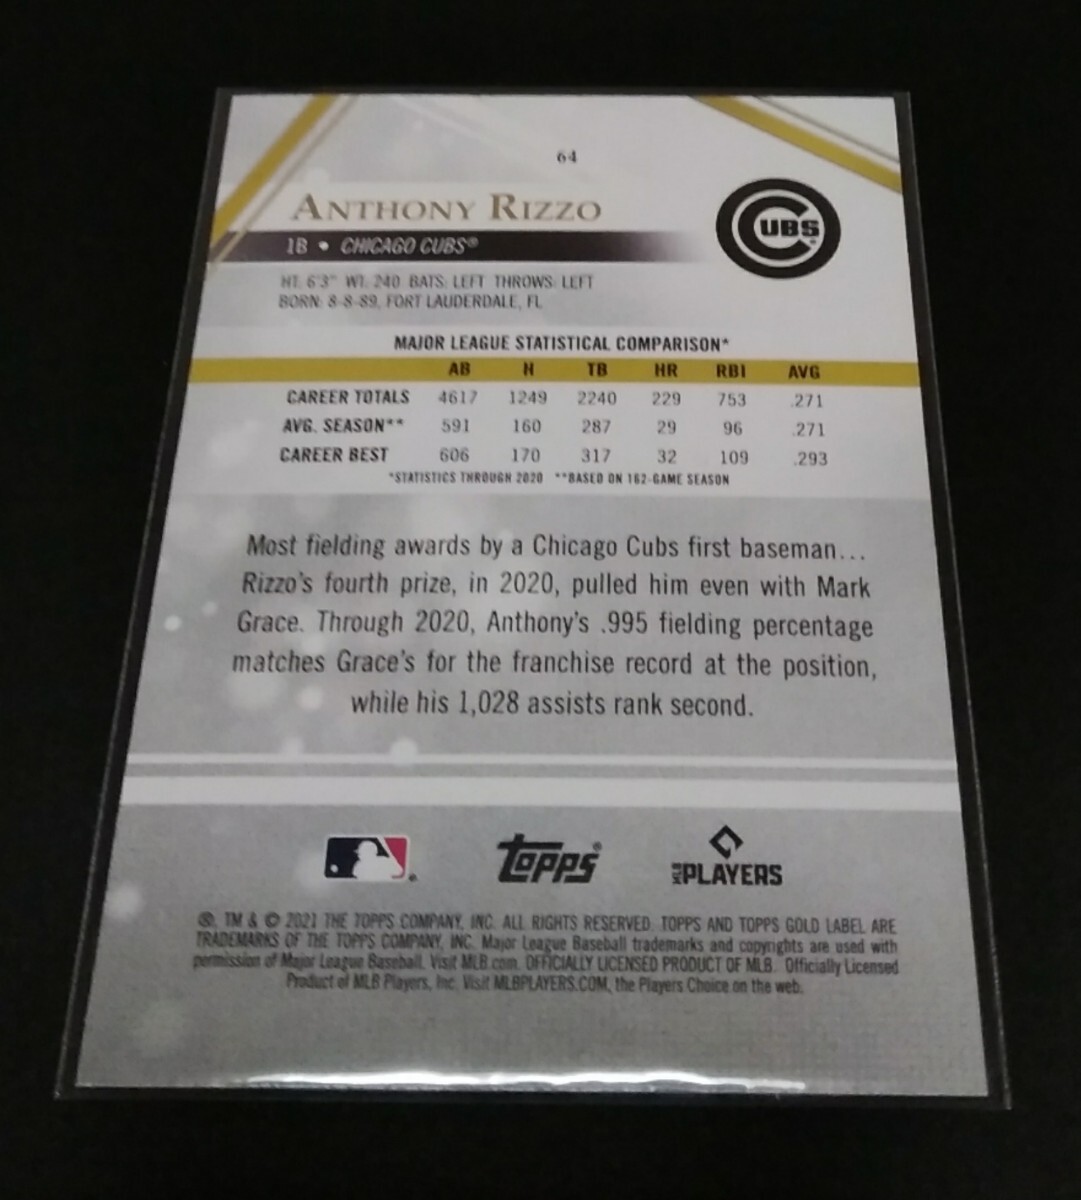 64
ANTHONY RIZZO
1B • CHICAGO CUBS®
CUBS
HT: 6'3" WT: 240 BATS: LEFT THROWS: LEFT
BORN: 8-8-89, FORT LAUDERDALE, FL
MAJOR LEAGUE STATISTICAL COMPARISON*
AB H TB HR RBI AVG
CAREER TOTALS 4617 1249 2240 229 753 .271
AVG. SEASON** 591 160 287 29 96 .271
CAREER BEST 606 170 317 32 109 .293
*STATISTICS THROUGH 2020 **BASED ON 162-GAME SEASON
Most fielding awards by a Chicago Cubs first baseman...
Rizzo's fourth prize, in 2020, pulled him even with Mark
Grace. Through 2020, Anthony's .995 fielding percentage
matches Grace's for the franchise record at the position,
while his 1,028 assists rank second.
Topps®
MLB PLAYERS
®, TM & © 2021 THE TOPPS COMPANY, INC. ALL RIGHTS RESERVED. TOPPS AND TOPPS GOLD LABEL ARE
TRADEMARKS OF THE TOPPS COMPANY, INC. Major League Baseball trademarks and copyrights are used with
permission of Major League Baseball. Visit MLB.com. OFFICIALLY LICENSED PRODUCT OF MLB. Officially Licensed
Product of MLB Players, Inc. Visit MLBPLAYERS.COM, the Players Choice on the web.